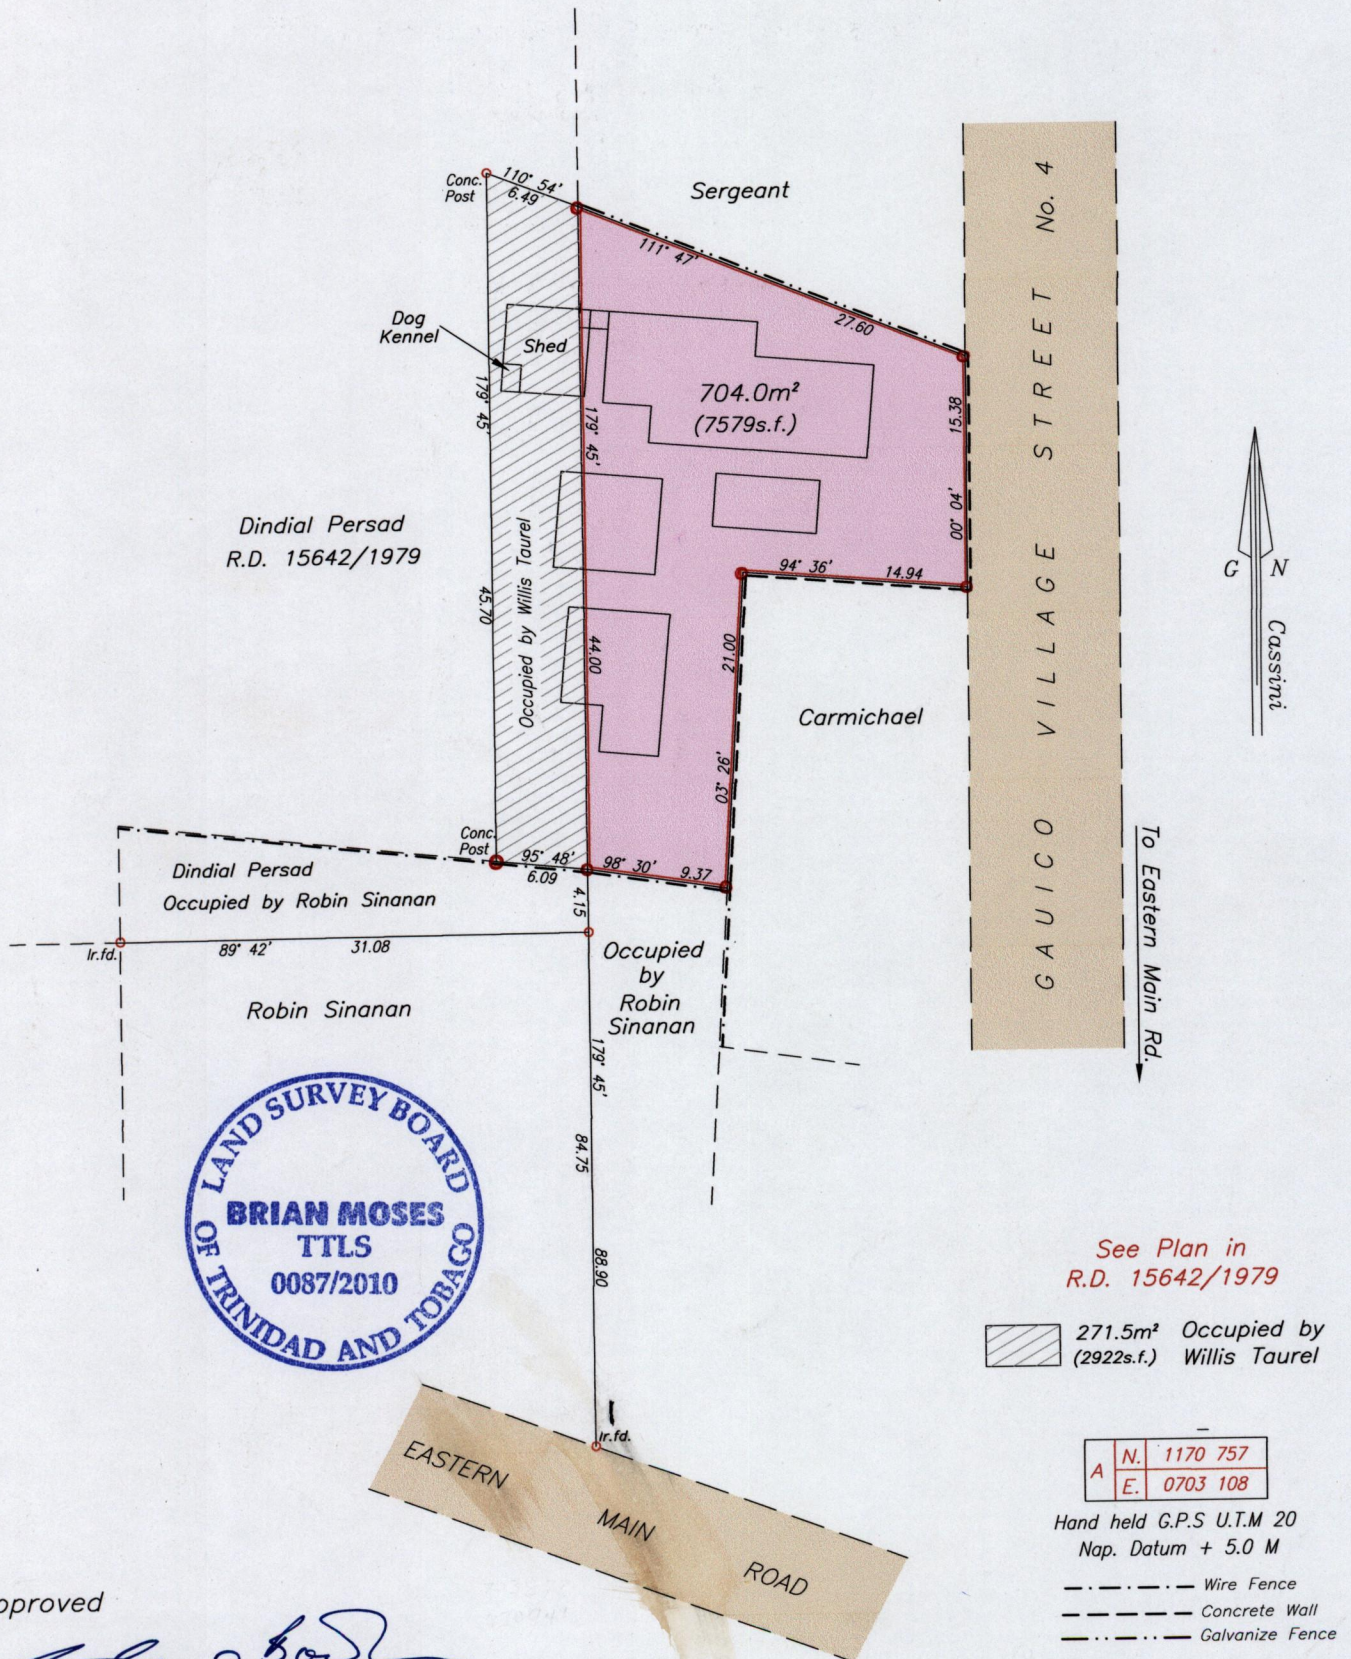 Conc.
Post
110° 54'
6.49
Sergeant
111° 47'
27.60
Dog
Kennel
Shed
704.0m²
(7579s.f.)
179° 45'
45.70
179° 45'
44.00
15.38
00° 04'
94° 36'
14.94
21.00
03° 26'
Dindial Persad
R.D. 15642/1979
Occupied by Willis Taurel
Carmichael
GAUICO VILLAGE STREET No. 4
G N
Cassini
To Eastern Main Rd.
Conc.
Post
95° 48'
6.09
98° 30'
9.37
4.15
Dindial Persad
Occupied by Robin Sinanan
Ir.fd.
89° 42'
31.08
Robin Sinanan
Occupied
by
Robin
Sinanan
179° 45'
84.75
88.90
LAND SURVEY BOARD
BRIAN MOSES
TTLS
0087/2010
OF TRINIDAD AND TOBAGO
Ir.fd.
EASTERN MAIN ROAD
See Plan in
R.D. 15642/1979
271.5m² Occupied by
(2922s.f.) Willis Taurel
A N. 1170 757
E. 0703 108
Hand held G.P.S U.T.M 20
Nap. Datum + 5.0 M
Wire Fence
Concrete Wall
Galvanize Fence